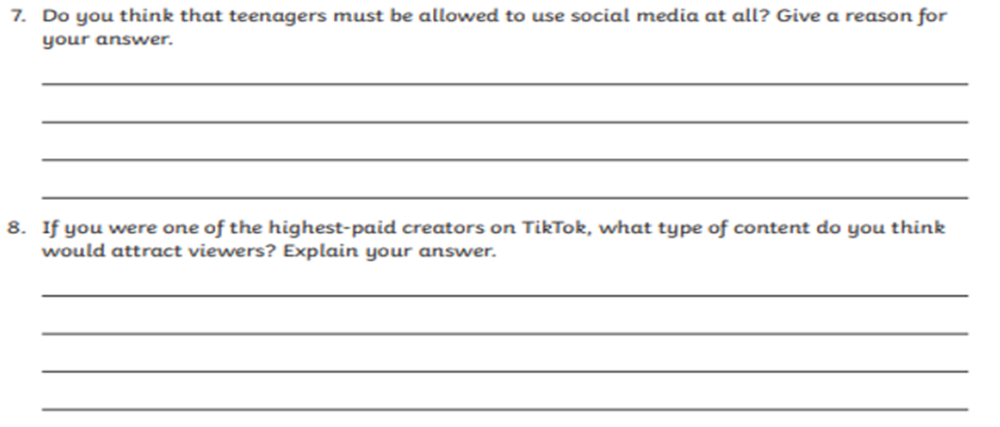 7. Do you think that teenagers must be allowed to use social media at all? Give a reason for
your answer.
8. If you were one of the highest-paid creators on TikTok, what type of content do you think
would attract viewers? Explain your answer.